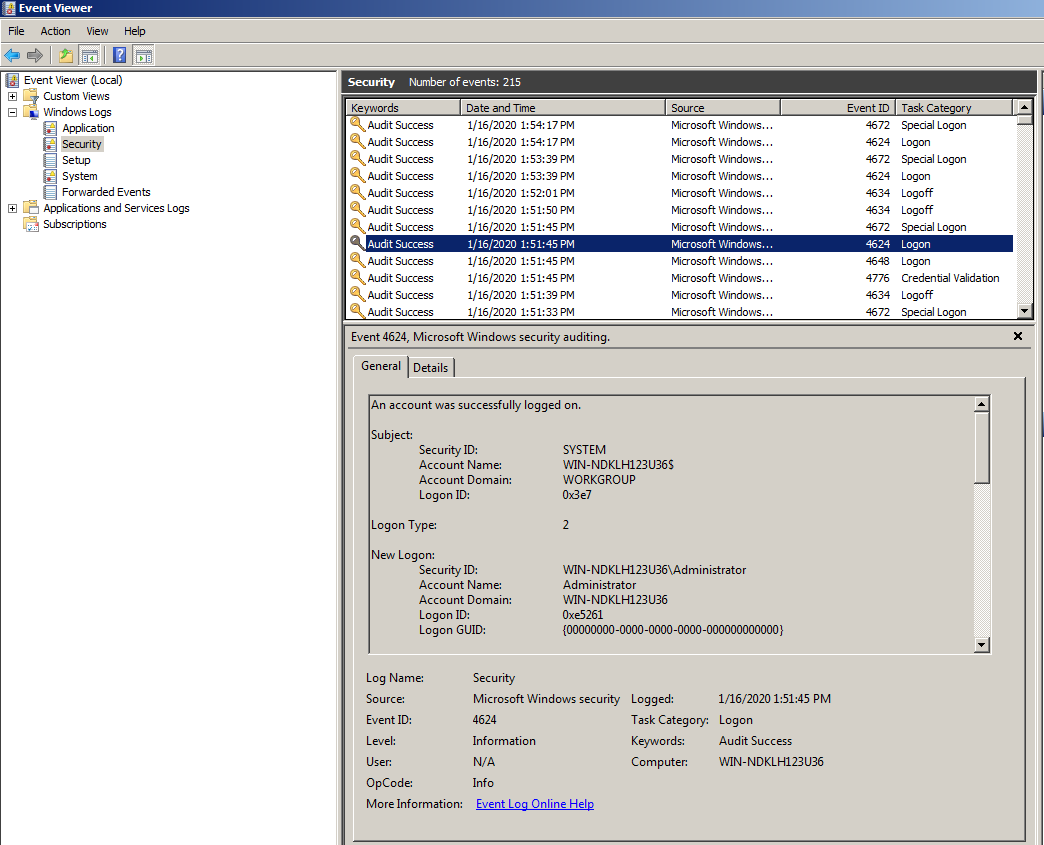 Event Viewer
File Action View Help
Event Viewer (Local)
Custom Views
Windows Logs
Application
Security
Setup
System
Forwarded Events
Applications and Services Logs
Subscriptions
Security Number of events: 215
Keywords Date and Time Source Event ID Task Category
Audit Success 1/16/2020 1:54:17 PM Microsoft Windows... 4672 Special Logon
Audit Success 1/16/2020 1:54:17 PM Microsoft Windows... 4624 Logon
Audit Success 1/16/2020 1:53:39 PM Microsoft Windows... 4672 Special Logon
Audit Success 1/16/2020 1:53:39 PM Microsoft Windows... 4624 Logon
Audit Success 1/16/2020 1:52:01 PM Microsoft Windows... 4634 Logoff
Audit Success 1/16/2020 1:51:50 PM Microsoft Windows... 4634 Logoff
Audit Success 1/16/2020 1:51:45 PM Microsoft Windows... 4672 Special Logon
Audit Success 1/16/2020 1:51:45 PM Microsoft Windows... 4624 Logon
Audit Success 1/16/2020 1:51:45 PM Microsoft Windows... 4648 Logon
Audit Success 1/16/2020 1:51:45 PM Microsoft Windows... 4776 Credential Validation
Audit Success 1/16/2020 1:51:39 PM Microsoft Windows... 4634 Logoff
Audit Success 1/16/2020 1:51:33 PM Microsoft Windows... 4672 Special Logon
Event 4624, Microsoft Windows security auditing.
General Details
An account was successfully logged on.
Subject:
Security ID: SYSTEM
Account Name: WIN-NDKLH123U36$
Account Domain: WORKGROUP
Logon ID: 0x3e7
Logon Type: 2
New Logon:
Security ID: WIN-NDKLH123U36\Administrator
Account Name: Administrator
Account Domain: WIN-NDKLH123U36
Logon ID: 0xe5261
Logon GUID: {00000000-0000-0000-0000-000000000000}
Log Name: Security
Source: Microsoft Windows security Logged: 1/16/2020 1:51:45 PM
Event ID: 4624 Task Category: Logon
Level: Information Keywords: Audit Success
User: N/A Computer: WIN-NDKLH123U36
OpCode: Info
More Information: Event Log Online Help